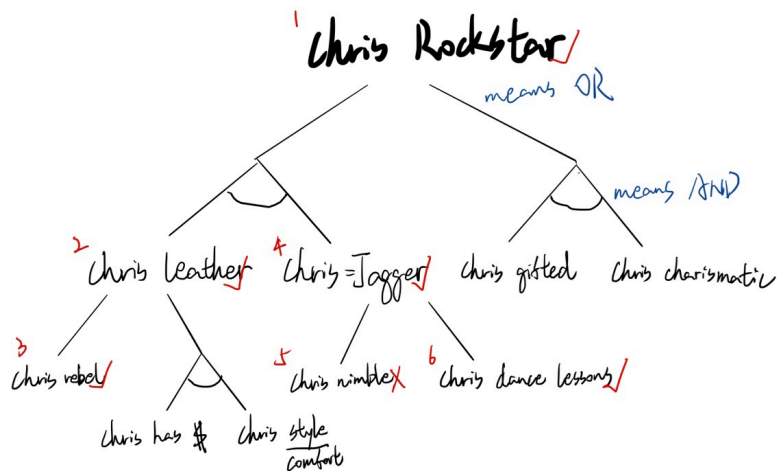 1
Chris Rockstar
means OR
means AND
2 Chris leather
4 Chris = Jagger
Chris gifted
Chris charismatic
3 Chris rebel
5 Chris nimble
6 Chris dance lessons
Chris has $
Chris style
comfort